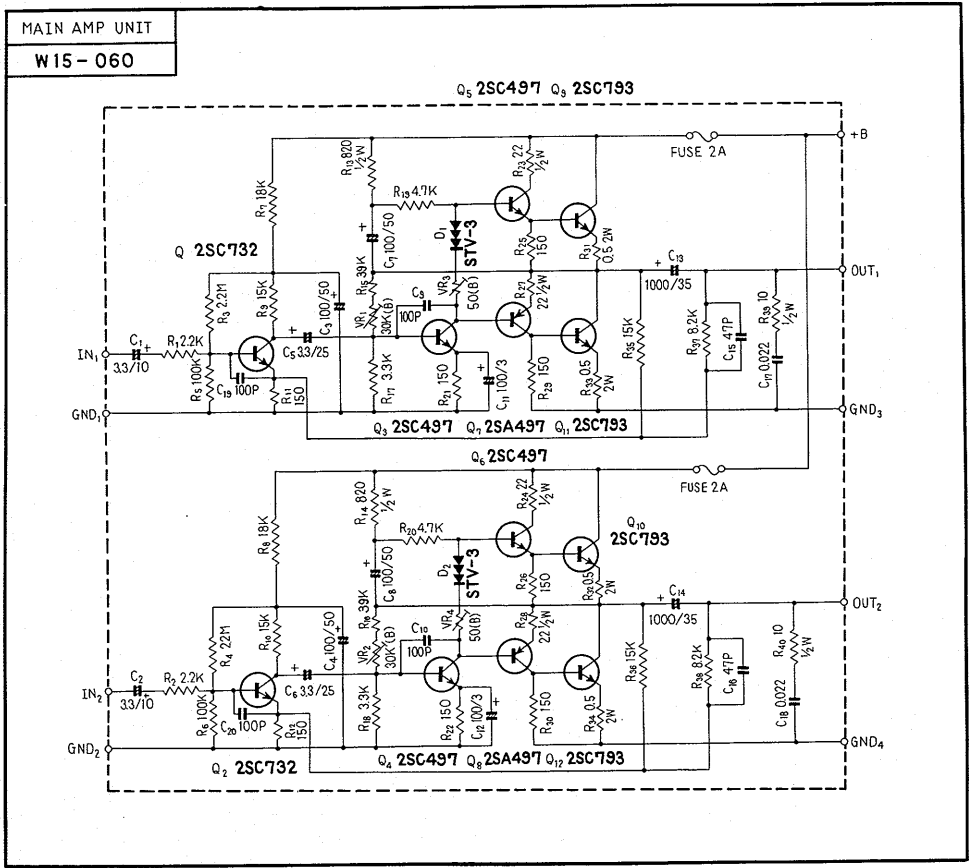 MAIN AMP UNIT
W15-060
Q5 2SC497 Q9 2SC793
+B
FUSE 2A
R13 820 1/2W
R23 22 1/2W
R7 18K
R19 4.7K
D1 STV-3
C7 100/50
R25 150
R31 0.5 2W
Q 2SC732
C13 1000/35
OUT1
R15 39K
VR3 50(B)
R27 22 1/2W
R3 2.2M
R9 15K
C3 100/50
VR1 30K(B)
C9 100P
R35 15K
R37 8.2K
C15 47P
R39 10 1/2W
C5 3.3/25
IN1
C1 3.3/10
R1 2.2K
R5 100K
C19 100P
R11 150
R17 3.3K
R21 150
C11 100/3
R29 150
R33 0.5 2W
C17 0.022
GND1
GND3
Q3 2SC497 Q7 2SA497 Q11 2SC793
Q6 2SC497
FUSE 2A
R14 820 1/2W
R24 22 1/2W
R8 18K
R20 4.7K
Q10 2SC793
D2 STV-3
C8 100/50
R26 150
R32 0.5 2W
C14 1000/35
OUT2
R16 39K
VR4 50(B)
R28 22 1/2W
R4 22M
R10 15K
C4 100/50
VR2 30K(B)
C10 100P
R36 15K
R38 8.2K
C16 47P
R40 10 1/2W
C6 3.3/25
IN2
C2 3.3/10
R2 2.2K
R6 100K
C20 100P
R12 150
R18 3.3K
R22 150
C12 100/3
R30 150
R34 0.5 2W
C18 0.022
GND2
GND4
Q2 2SC732
Q4 2SC497 Q8 2SA497 Q12 2SC793